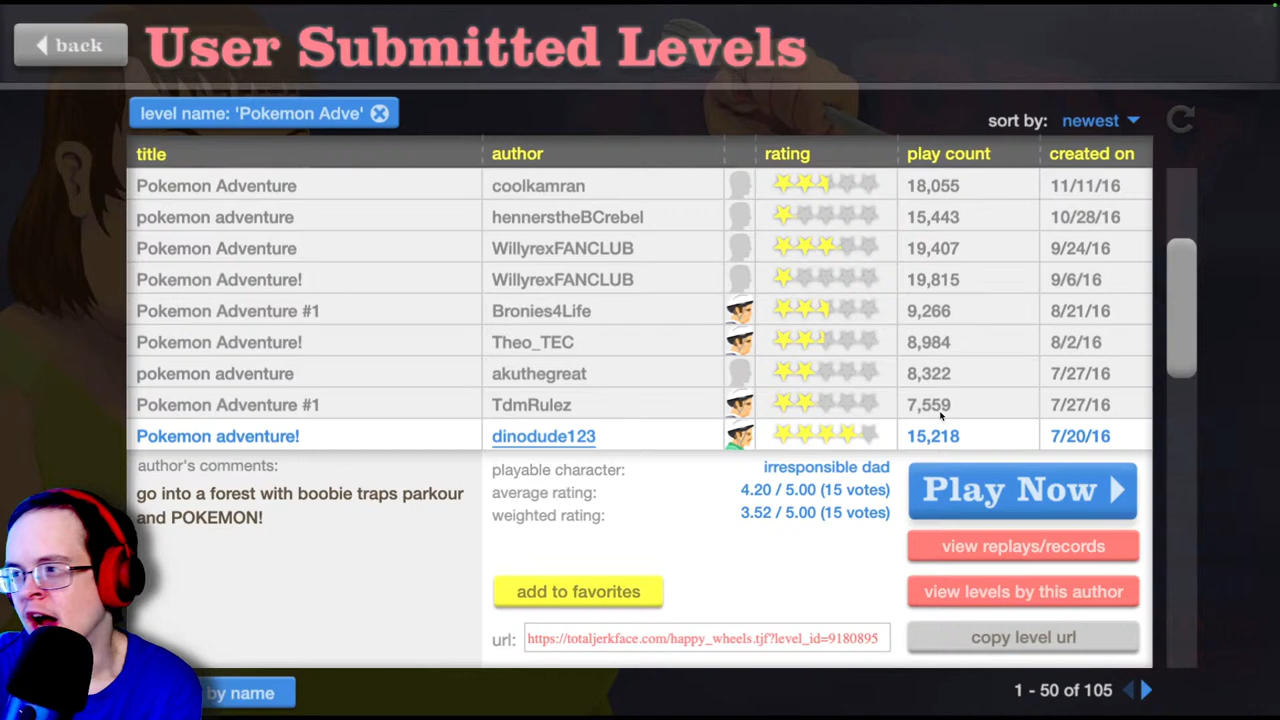 back
User Submitted Levels
level name: 'Pokemon Adve'
sort by: newest
title author rating play count created on
Pokemon Adventure coolkamran 18,055 11/11/16
pokemon adventure hennerstheBCrebel 15,443 10/28/16
Pokemon Adventure WillyrexFANCLUB 19,407 9/24/16
Pokemon Adventure! WillyrexFANCLUB 19,815 9/6/16
Pokemon Adventure #1 Bronies4Life 9,266 8/21/16
Pokemon Adventure! Theo_TEC 8,984 8/2/16
pokemon adventure akuthegreat 8,322 7/27/16
Pokemon Adventure #1 TdmRulez 7,559 7/27/16
Pokemon adventure! dinodude123 15,218 7/20/16
author's comments:
go into a forest with boobie traps parkour
and POKEMON!
playable character: irresponsible dad
average rating: 4.20 / 5.00 (15 votes)
weighted rating: 3.52 / 5.00 (15 votes)
add to favorites
url: https://totaljerkface.com/happy_wheels.tjf?level_id=9180895
Play Now
view replays/records
view levels by this author
copy level url
by name
1 - 50 of 105